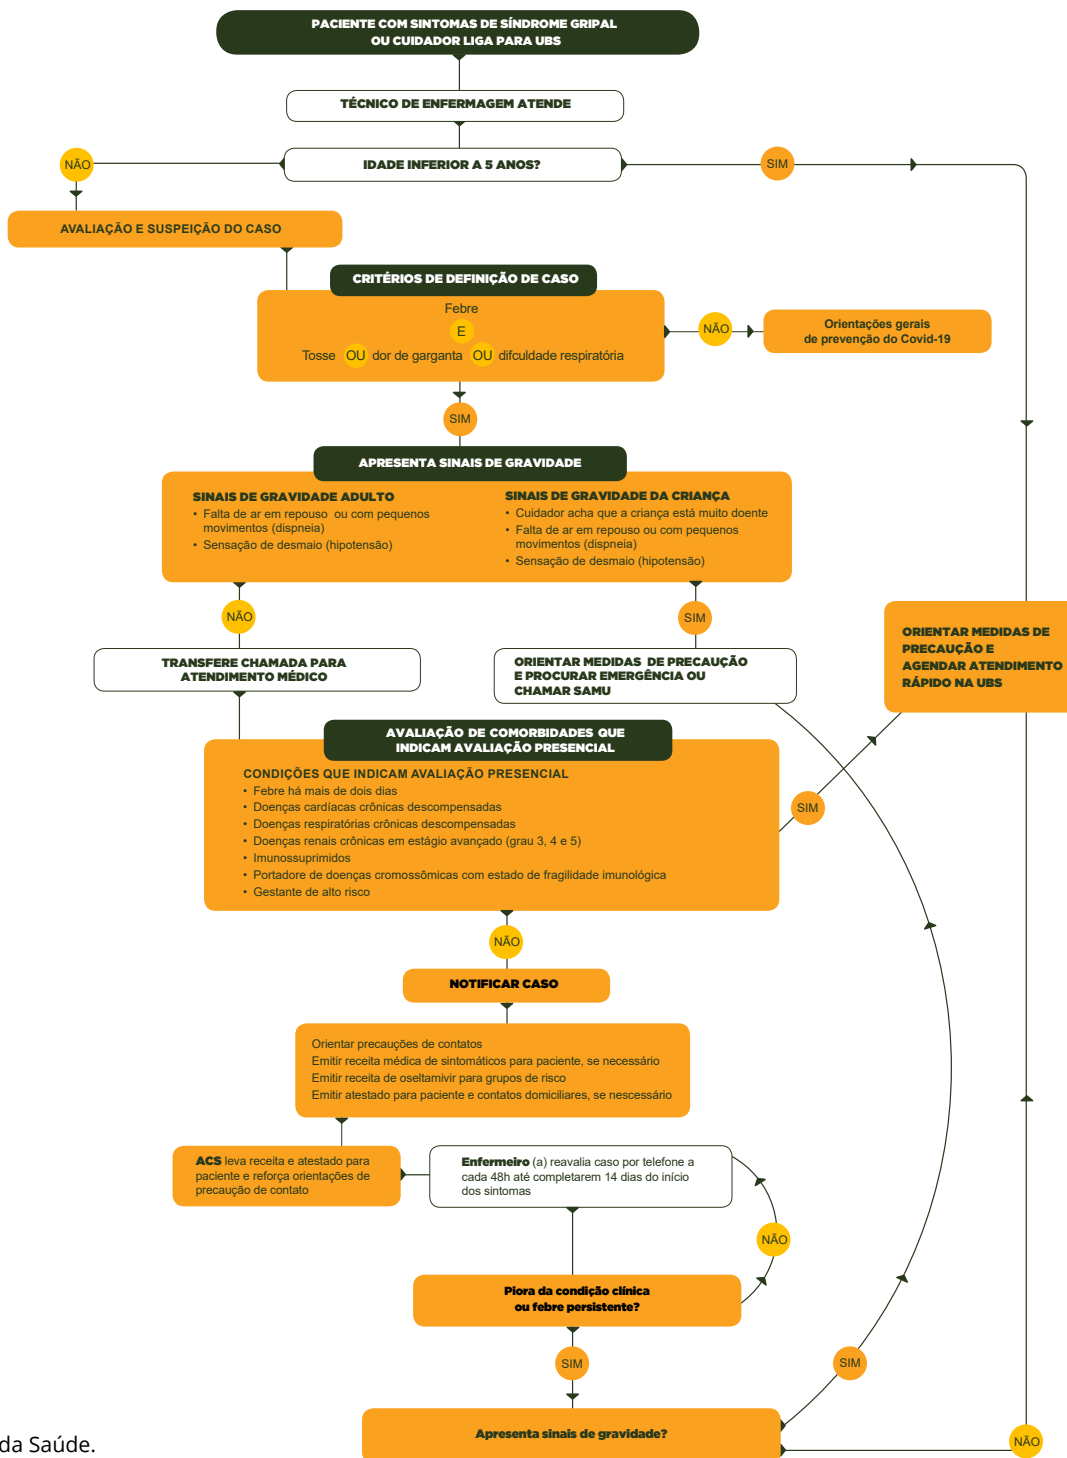 PACIENTE COM SINTOMAS DE SÍNDROME GRIPAL
OU CUIDADOR LIGA PARA UBS
TÉCNICO DE ENFERMAGEM ATENDE
IDADE INFERIOR A 5 ANOS?
NÃO
SIM
AVALIAÇÃO E SUSPEIÇÃO DO CASO
CRITÉRIOS DE DEFINIÇÃO DE CASO
Febre
E
Tosse OU dor de garganta OU difculdade respiratória
NÃO
Orientações gerais
de prevenção do Covid-19
SIM
APRESENTA SINAIS DE GRAVIDADE
SINAIS DE GRAVIDADE ADULTO
• Falta de ar em repouso ou com pequenos
movimentos (dispneia)
• Sensação de desmaio (hipotensão)
SINAIS DE GRAVIDADE DA CRIANÇA
• Cuidador acha que a criança está muito doente
• Falta de ar em repouso ou com pequenos
movimentos (dispneia)
• Sensação de desmaio (hipotensão)
NÃO
SIM
TRANSFERE CHAMADA PARA
ATENDIMENTO MÉDICO
ORIENTAR MEDIDAS DE PRECAUÇÃO
E PROCURAR EMERGÊNCIA OU
CHAMAR SAMU
ORIENTAR MEDIDAS DE
PRECAUÇÃO E
AGENDAR ATENDIMENTO
RÁPIDO NA UBS
AVALIAÇÃO DE COMORBIDADES QUE
INDICAM AVALIAÇÃO PRESENCIAL
CONDIÇÕES QUE INDICAM AVALIAÇÃO PRESENCIAL
• Febre há mais de dois dias
• Doenças cardíacas crônicas descompensadas
• Doenças respiratórias crônicas descompensadas
• Doenças renais crônicas em estágio avançado (grau 3, 4 e 5)
• Imunossuprimidos
• Portadore de doenças cromossômicas com estado de fragilidade imunológica
• Gestante de alto risco
SIM
NÃO
NOTIFICAR CASO
Orientar precauções de contatos
Emitir receita médica de sintomáticos para paciente, se necessário
Emitir receita de oseltamivir para grupos de risco
Emitir atestado para paciente e contatos domiciliares, se nescessário
ACS leva receita e atestado para
paciente e reforça orientações de
precaução de contato
Enfermeiro (a) reavalia caso por telefone a
cada 48h até completarem 14 dias do início
dos sintomas
NÃO
Piora da condição clínica
ou febre persistente?
SIM
SIM
Apresenta sinais de gravidade?
NÃO
da Saúde.